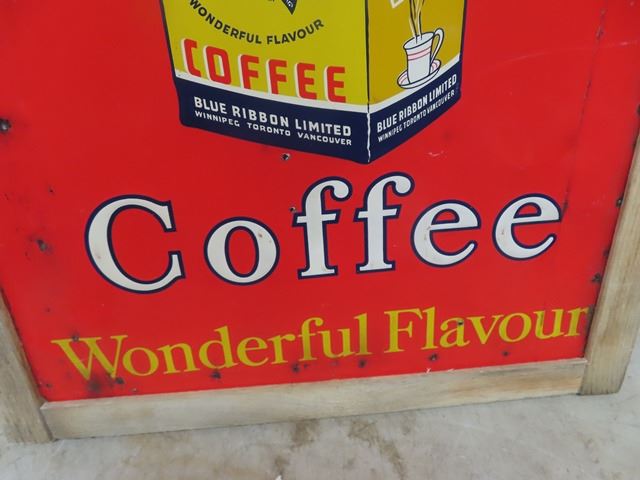 WONDERFUL FLAVOUR
COFFEE
BLUE RIBBON LIMITED
WINNIPEG TORONTO VANCOUVER
BLUE RIBBON LIMITED
WINNIPEG TORONTO VANCOUVER
Coffee
Wonderful Flavour